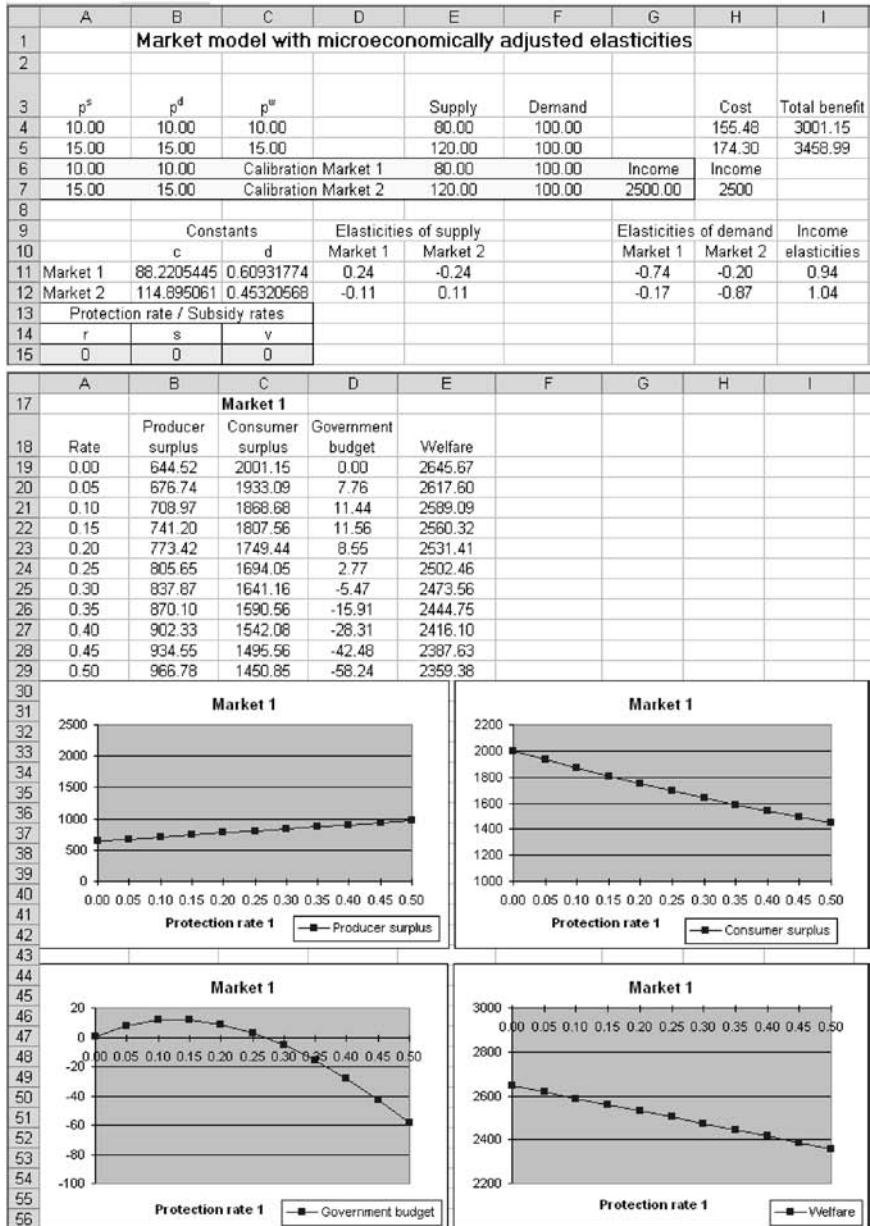 A B C D E F G H I
1 Market model with microeconomically adjusted elasticities
2
3 pˢ pᵈ pʷ Supply Demand Cost Total benefit
4 10.00 10.00 10.00 80.00 100.00 155.48 3001.15
5 15.00 15.00 15.00 120.00 100.00 174.30 3458.99
6 10.00 10.00 Calibration Market 1 80.00 100.00 Income Income
7 15.00 15.00 Calibration Market 2 120.00 100.00 2500.00 2500
8
9 Constants Elasticities of supply Elasticities of demand Income
10 c d Market 1 Market 2 Market 1 Market 2 elasticities
11 Market 1 88.2205445 0.60931774 0.24 -0.24 -0.74 -0.20 0.94
12 Market 2 114.895061 0.45320568 -0.11 0.11 -0.17 -0.87 1.04
13 Protection rate / Subsidy rates
14 r s v
15 0 0 0
A B C D E F G H I
17 Market 1
Producer Consumer Government
18 Rate surplus surplus budget Welfare
19 0.00 644.52 2001.15 0.00 2645.67
20 0.05 676.74 1933.09 7.76 2617.60
21 0.10 708.97 1868.68 11.44 2589.09
22 0.15 741.20 1807.56 11.56 2560.32
23 0.20 773.42 1749.44 8.55 2531.41
24 0.25 805.65 1694.05 2.77 2502.46
25 0.30 837.87 1641.16 -5.47 2473.56
26 0.35 870.10 1590.56 -15.91 2444.75
27 0.40 902.33 1542.08 -28.31 2416.10
28 0.45 934.55 1495.56 -42.48 2387.63
29 0.50 966.78 1450.85 -58.24 2359.38
30
31
32
33
34
35
36
37
38
39
40
41
42
43
44
45
46
47
48
49
50
51
52
53
54
55
56
Market 1
2500
2000
1500
1000
500
0
0.00 0.05 0.10 0.15 0.20 0.25 0.30 0.35 0.40 0.45 0.50
Protection rate 1
Producer surplus
Market 1
2200
2000
1800
1600
1400
1200
1000
0.00 0.05 0.10 0.15 0.20 0.25 0.30 0.35 0.40 0.45 0.50
Protection rate 1
Consumer surplus
Market 1
20
0
0.00 0.05 0.10 0.15 0.20 0.25 0.30 0.35 0.40 0.45 0.50
-20
-40
-60
-80
-100
Protection rate 1
Government budget
Market 1
3000
0.00 0.05 0.10 0.15 0.20 0.25 0.30 0.35 0.40 0.45 0.50
2800
2600
2400
2200
Protection rate 1
Welfare